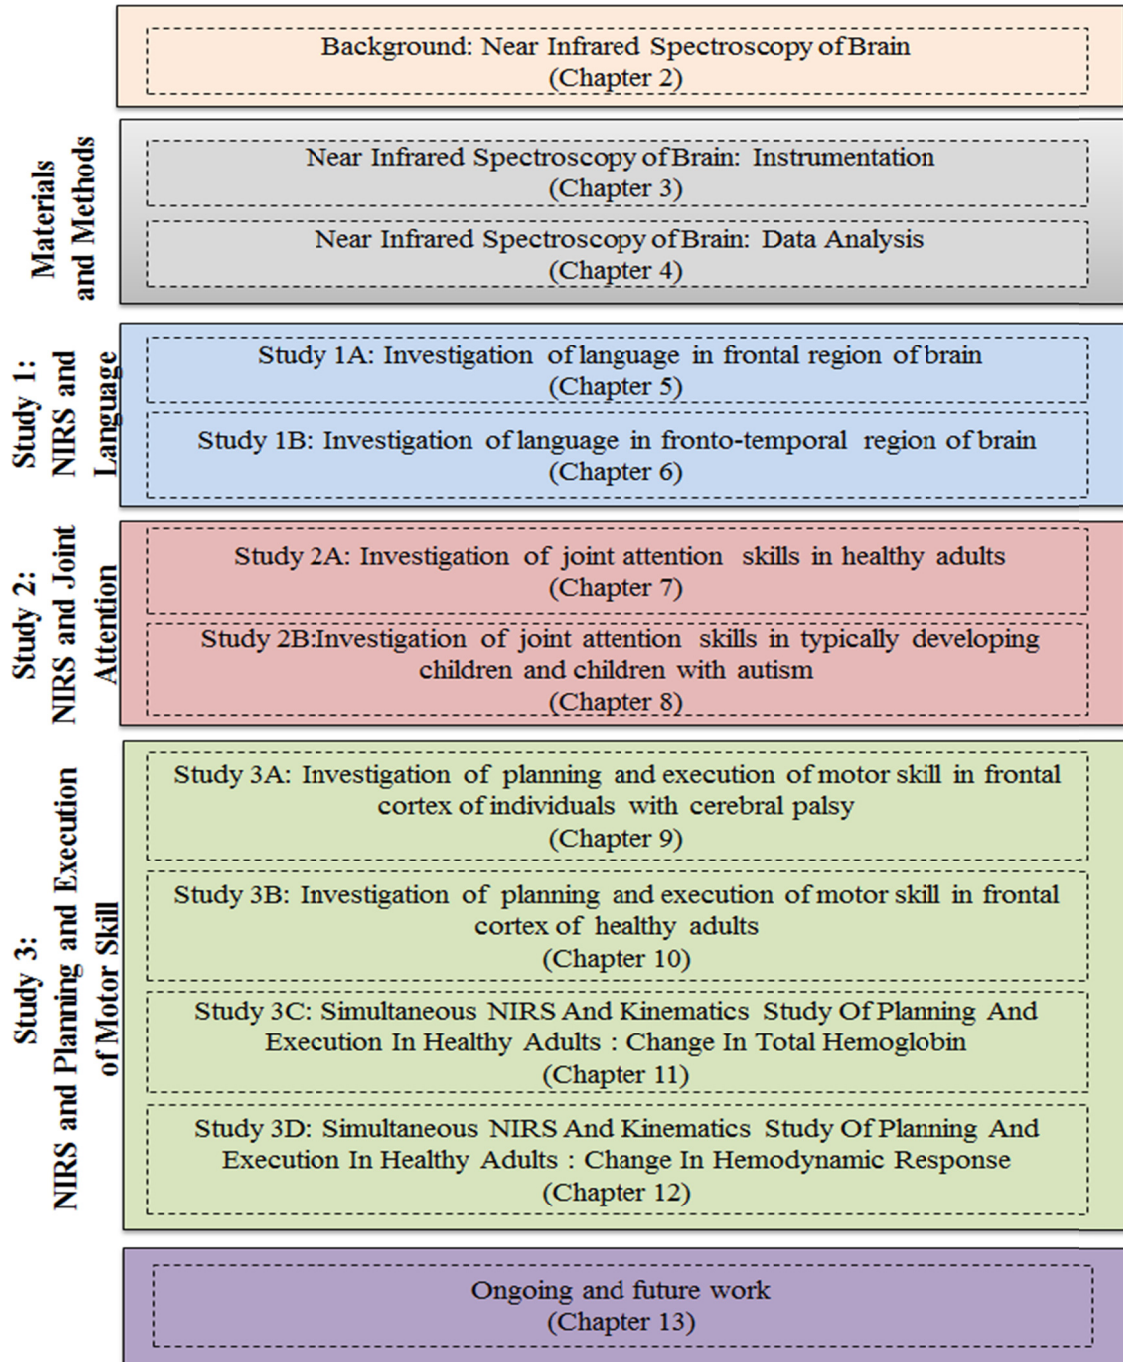 Background: Near Infrared Spectroscopy of Brain
(Chapter 2)
Materials
and Methods
Near Infrared Spectroscopy of Brain: Instrumentation
(Chapter 3)
Near Infrared Spectroscopy of Brain: Data Analysis
(Chapter 4)
Study 1:
NIRS and
Language
Study 1A: Investigation of language in frontal region of brain
(Chapter 5)
Study 1B: Investigation of language in fronto-temporal region of brain
(Chapter 6)
Study 2:
NIRS and Joint
Attention
Study 2A: Investigation of joint attention skills in healthy adults
(Chapter 7)
Study 2B:Investigation of joint attention skills in typically developing
children and children with autism
(Chapter 8)
Study 3:
NIRS and Planning and Execution
of Motor Skill
Study 3A: Investigation of planning and execution of motor skill in frontal
cortex of individuals with cerebral palsy
(Chapter 9)
Study 3B: Investigation of planning and execution of motor skill in frontal
cortex of healthy adults
(Chapter 10)
Study 3C: Simultaneous NIRS And Kinematics Study Of Planning And
Execution In Healthy Adults : Change In Total Hemoglobin
(Chapter 11)
Study 3D: Simultaneous NIRS And Kinematics Study Of Planning And
Execution In Healthy Adults : Change In Hemodynamic Response
(Chapter 12)
Ongoing and future work
(Chapter 13)